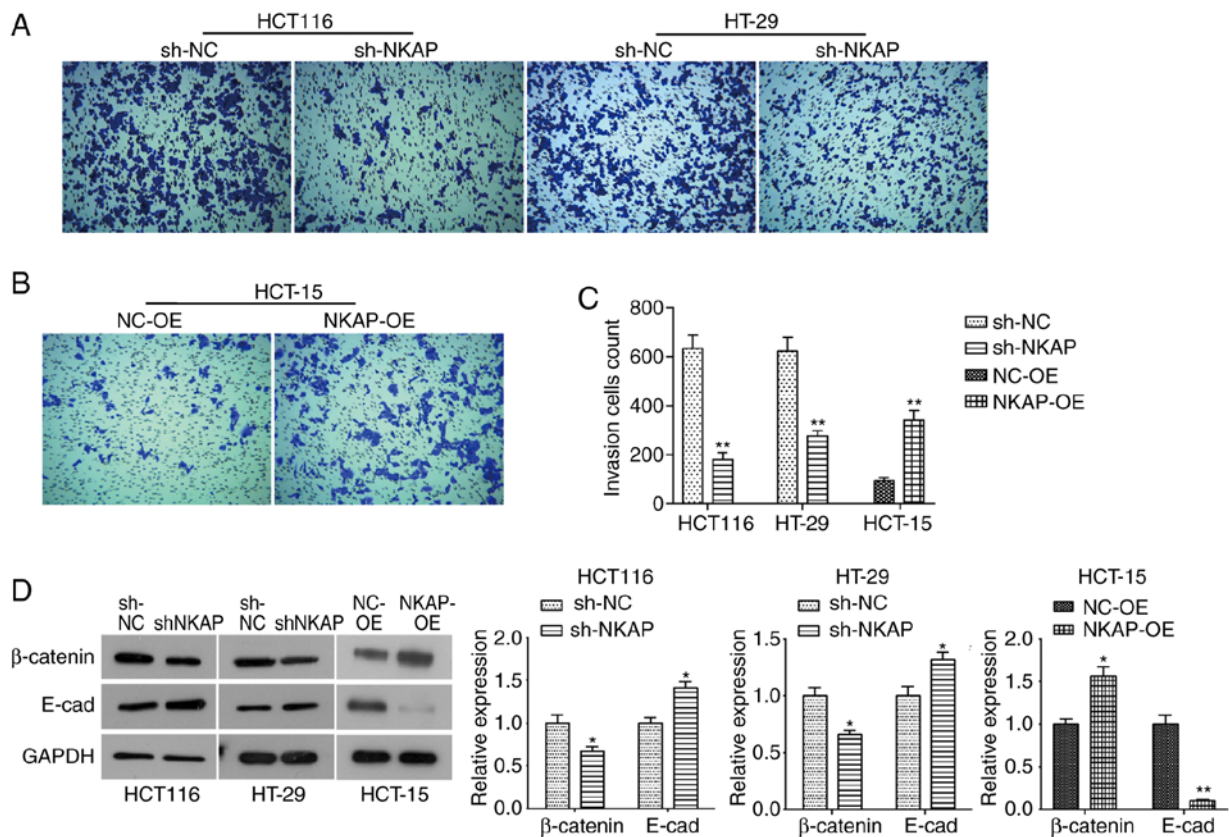 A
HCT116
HT-29
sh-NC
sh-NKAP
sh-NC
sh-NKAP
B
HCT-15
NC-OE
NKAP-OE
C
Invasion cells count
800
600
400
200
0
**
**
**
HCT116
HT-29
HCT-15
sh-NC
sh-NKAP
NC-OE
NKAP-OE
D
sh-
NC
shNKAP
sh-
NC
shNKAP
NC-
OE
NKAP-
OE
β-catenin
E-cad
GAPDH
HCT116
HT-29
HCT-15
HCT116
sh-NC
sh-NKAP
Relative expression
2.0
1.5
1.0
0.5
0.0
*
*
β-catenin
E-cad
HT-29
sh-NC
sh-NKAP
Relative expression
1.5
1.0
0.5
0.0
*
*
β-catenin
E-cad
HCT-15
NC-OE
NKAP-OE
Relative expression
2.0
1.5
1.0
0.5
0.0
*
**
β-catenin
E-cad